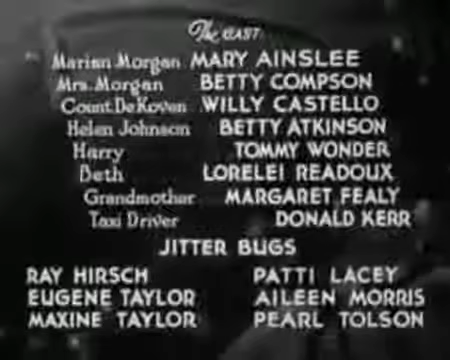 The CAST
Marian Morgan MARY AINSLEE
Mrs. Morgan BETTY COMPSON
Count De Koven WILLY CASTELLO
Helen Johnson BETTY ATKINSON
Harry TOMMY WONDER
Beth LORELEI READOUX
Grandmother MARGARET FEALY
Taxi Driver DONALD KERR
JITTER BUGS
RAY HIRSCH PATTI LACEY
EUGENE TAYLOR AILEEN MORRIS
MAXINE TAYLOR PEARL TOLSON